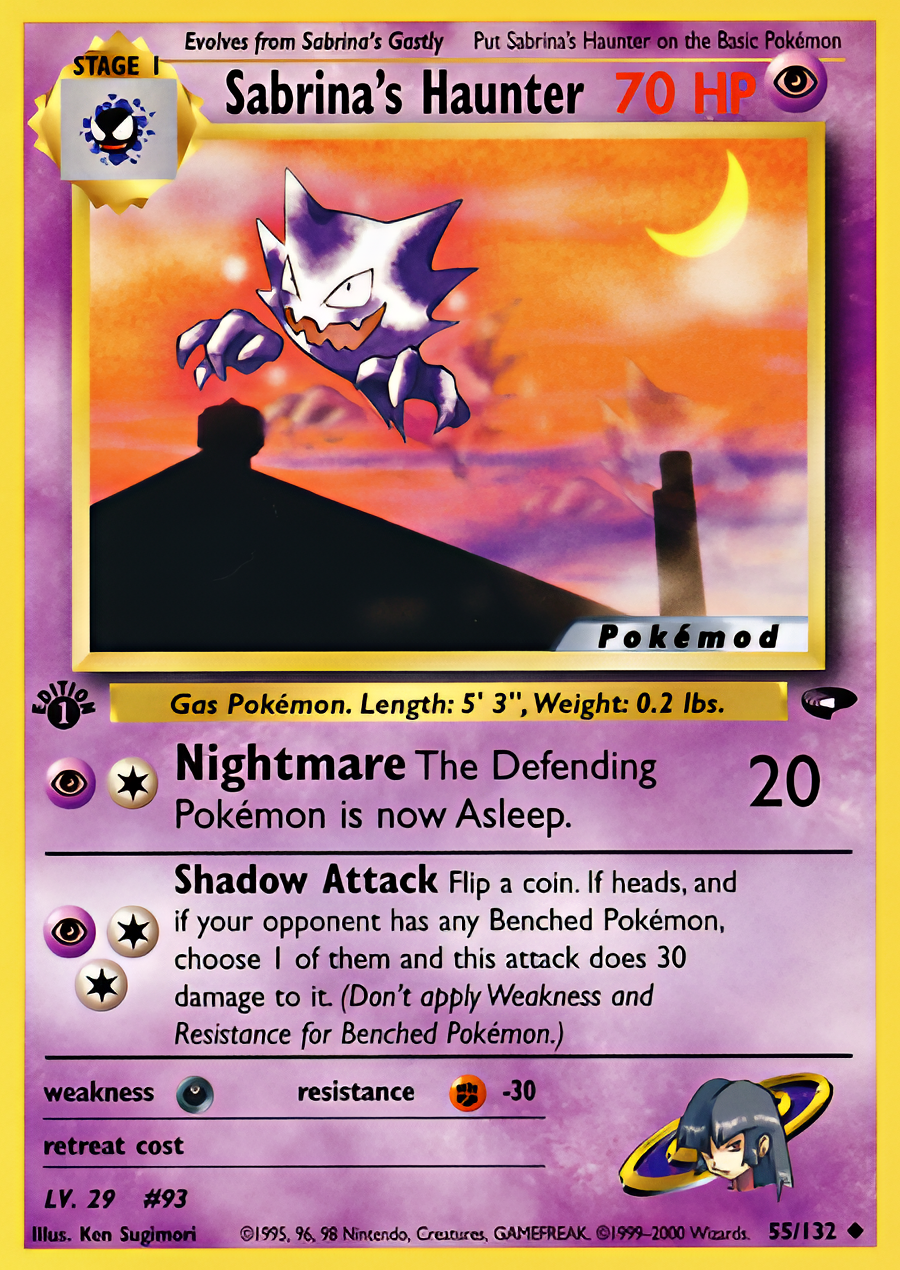 Evolves from Sabrina's Gastly Put Sabrina's Haunter on the Basic Pokémon
STAGE 1
Sabrina's Haunter 70 HP
Pokémod
EDITION
1
Gas Pokémon. Length: 5' 3", Weight: 0.2 lbs.
Nightmare The Defending
Pokémon is now Asleep.
20
Shadow Attack Flip a coin. If heads, and
if your opponent has any Benched Pokémon,
choose 1 of them and this attack does 30
damage to it. (Don't apply Weakness and
Resistance for Benched Pokémon.)
weakness resistance -30
retreat cost
LV. 29 #93
Illus. Ken Sugimori ©1995, 96, 98 Nintendo, Creatures, GAMEFREAK. ©1999–2000 Wizards. 55/132